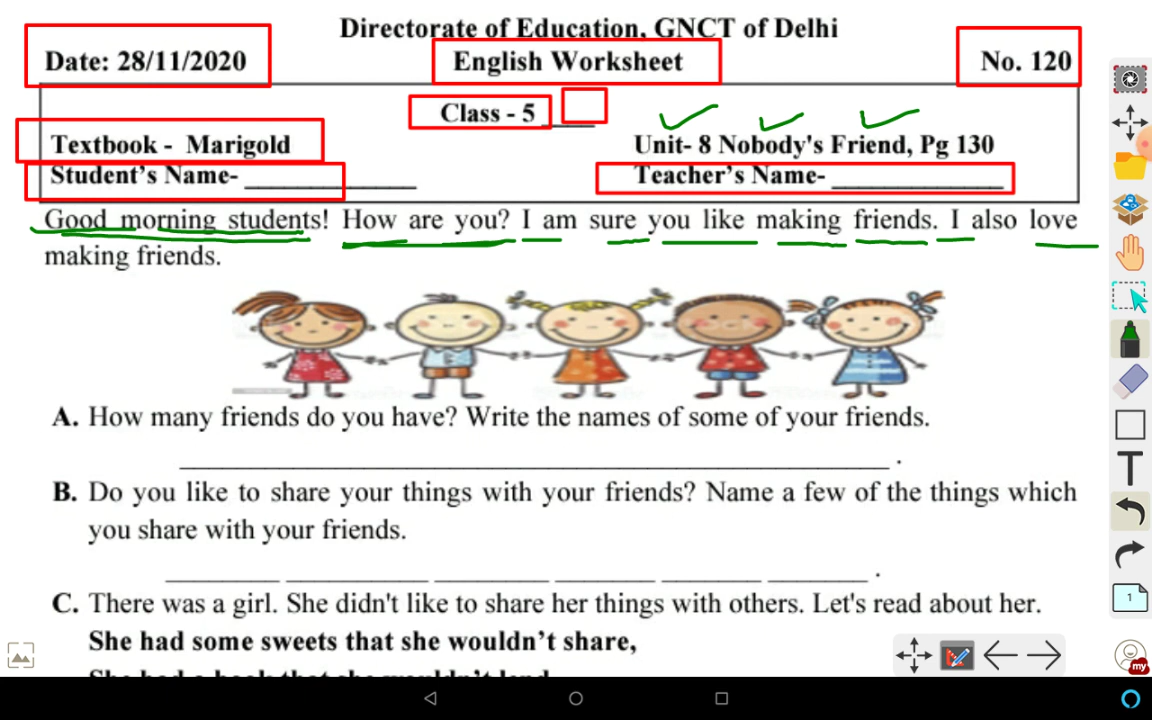 Directorate of Education, GNCT of Delhi
Date: 28/11/2020 English Worksheet No. 120
Class - 5
Textbook - Marigold Unit- 8 Nobody's Friend, Pg 130
Student’s Name- Teacher’s Name-
Good morning students! How are you? I am sure you like making friends. I also love
making friends.
A. How many friends do you have? Write the names of some of your friends.
B. Do you like to share your things with your friends? Name a few of the things which
you share with your friends.
C. There was a girl. She didn't like to share her things with others. Let's read about her.
She had some sweets that she wouldn’t share,
T
1
my